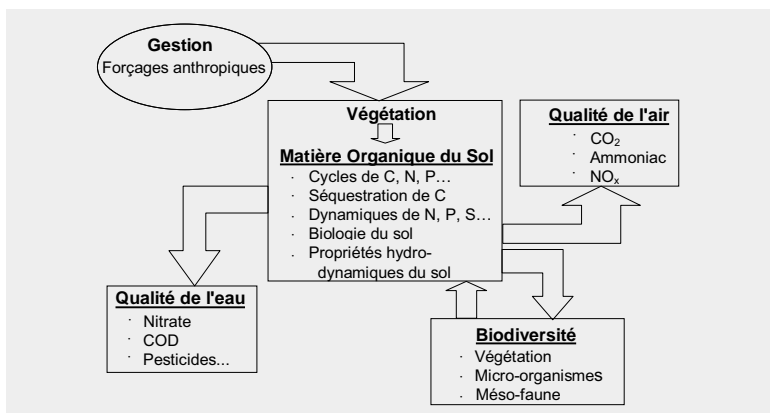 Gestion
Forçages anthropiques
Végétation
Matière Organique du Sol
· Cycles de C, N, P…
· Séquestration de C
· Dynamiques de N, P, S…
· Biologie du sol
· Propriétés hydro-
dynamiques du sol
Qualité de l'air
· CO₂
· Ammoniac
· NOₓ
Qualité de l'eau
· Nitrate
· COD
· Pesticides...
Biodiversité
· Végétation
· Micro-organismes
· Méso-faune